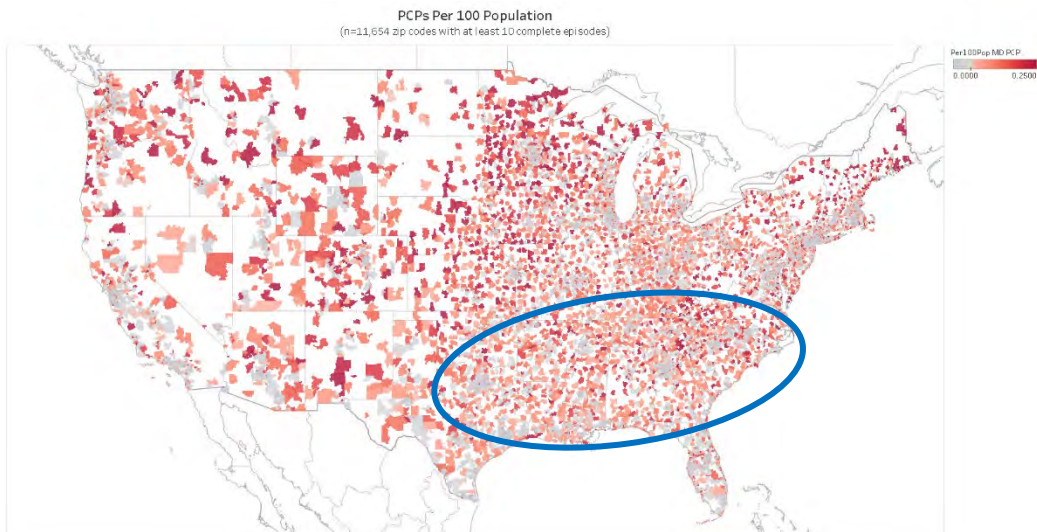 PCPs Per 100 Population
(n=11,654 zip codes with at least 10 complete episodes)
Per100Pop MD PCP
0.0000 0.2500